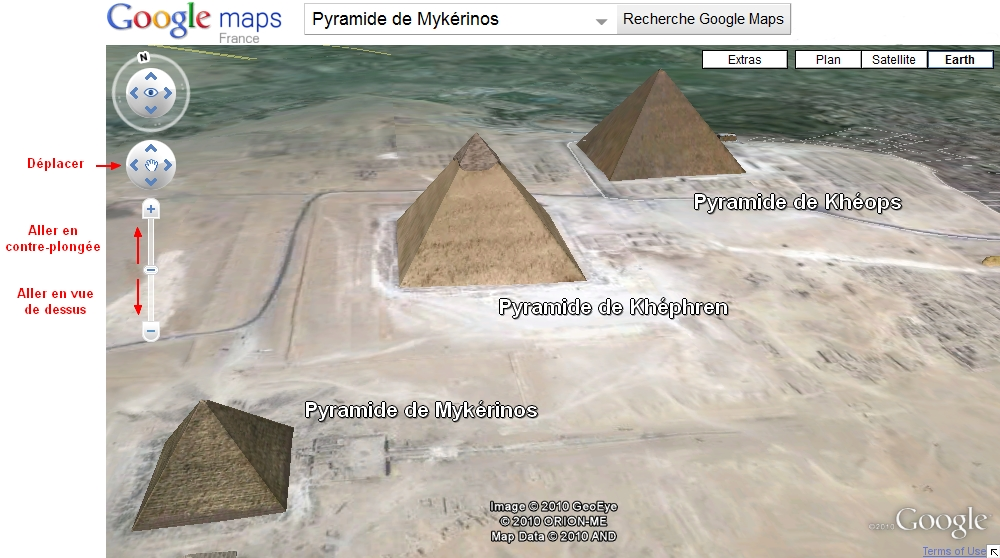 Google maps
France
Pyramide de Mykérinos
Recherche Google Maps
N
Extras
Plan
Satellite
Earth
Déplacer
Aller en
contre-plongée
Aller en vue
de dessus
Pyramide de Khéops
Pyramide de Khéphren
Pyramide de Mykérinos
Image © 2010 GeoEye
© 2010 ORION-ME
Map Data © 2010 AND
©2010 Google
Terms of Use